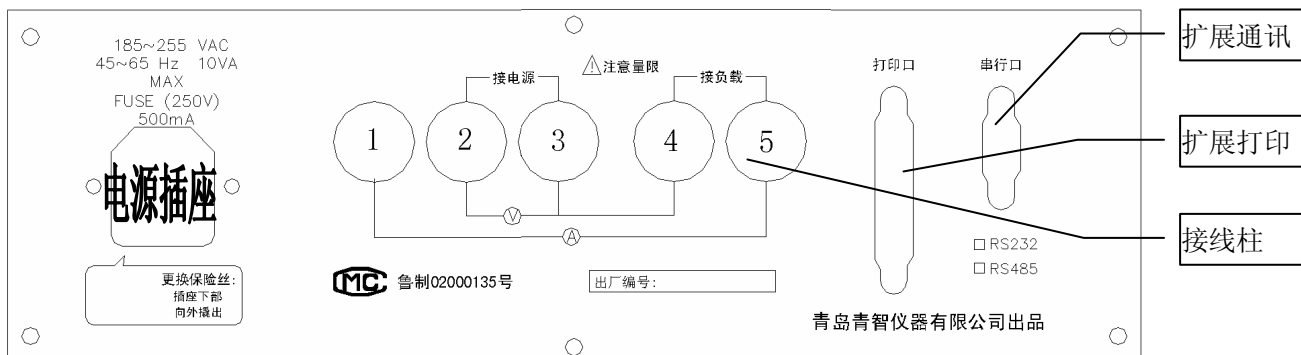 185~255 VAC
45~65 Hz 10VA
MAX
FUSE (250V)
500mA
电源插座
更换保险丝:
插座下部
向外撬出
接电源
注意量限
接负载
1
2
3
4
5
V
A
MC 鲁制02000135号
出厂编号:
打印口
串行口
□RS232
□RS485
青岛青智仪器有限公司出品
扩展通讯
扩展打印
接线柱